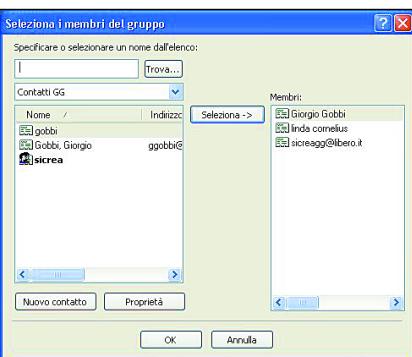 Seleziona i membri del gruppo
Specificare o selezionare un nome dall'elenco:
Trova...
Contatti GG
Nome Indirizzo
gobbi
Gobbi, Giorgio ggobbi@
sicrea
Seleziona ->
Membri:
Giorgio Gobbi
linda cornelius
sicreagg@libero.it
Nuovo contatto Proprietà
OK Annulla